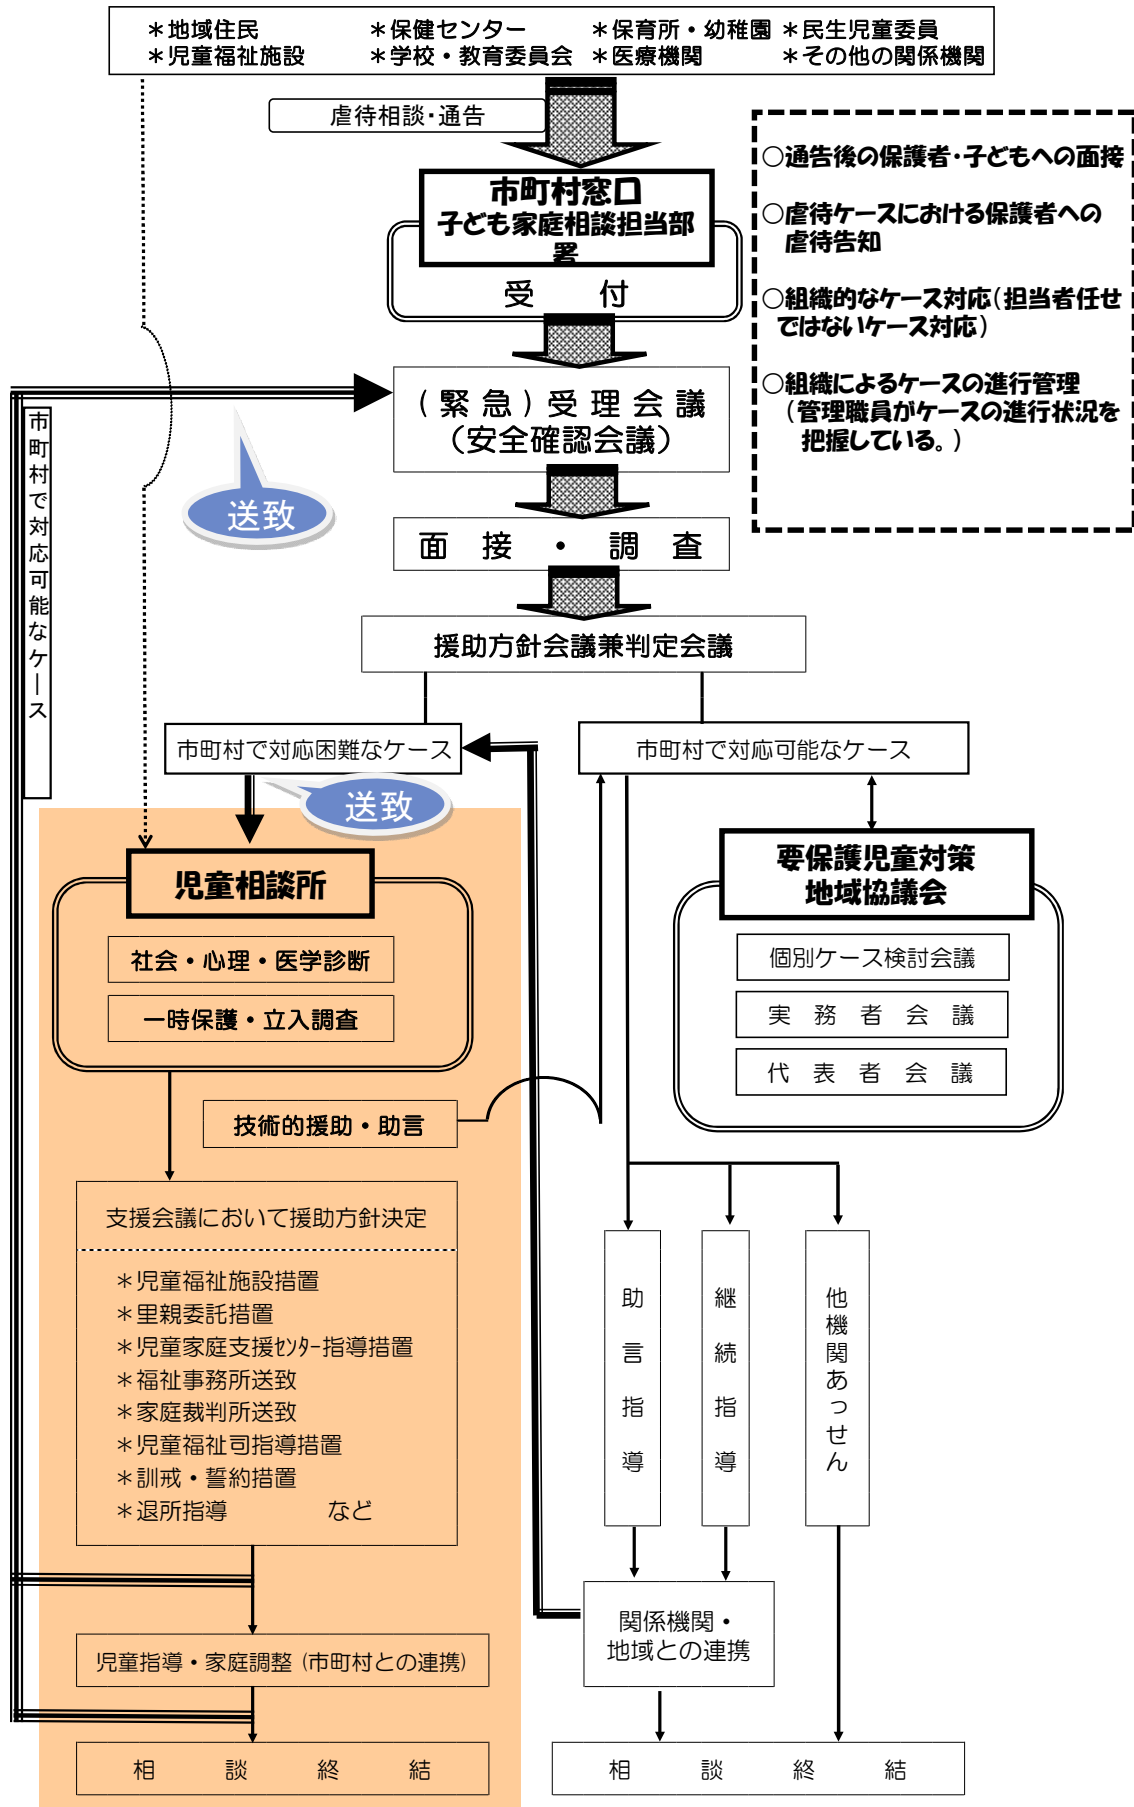 ＊地域住民　＊保健センター　＊保育所・幼稚園　＊民生児童委員
＊児童福祉施設　＊学校・教育委員会　＊医療機関　＊その他の関係機関
虐待相談・通告
市町村窓口
子ども家庭相談担当部
署
受　付
○通告後の保護者・子どもへの面接
○虐待ケースにおける保護者への
虐待告知
○組織的なケース対応（担当者任せ
ではないケース対応）
○組織によるケースの進行管理
（管理職員がケースの進行状況を
把握している。）
（緊急）受理会議
（安全確認会議）
市町村で対応可能なケース
送致
面接・調査
援助方針会議兼判定会議
市町村で対応困難なケース
市町村で対応可能なケース
送致
児童相談所
社会・心理・医学診断
一時保護・立入調査
要保護児童対策
地域協議会
個別ケース検討会議
実務者会議
代表者会議
技術的援助・助言
支援会議において援助方針決定
＊児童福祉施設措置
＊里親委託措置
＊児童家庭支援ｾﾝﾀｰ指導措置
＊福祉事務所送致
＊家庭裁判所送致
＊児童福祉司指導措置
＊訓戒・誓約措置
＊退所指導　など
助言指導
継続指導
他機関あっせん
関係機関・
地域との連携
児童指導・家庭調整（市町村との連携）
相談終結
相談終結